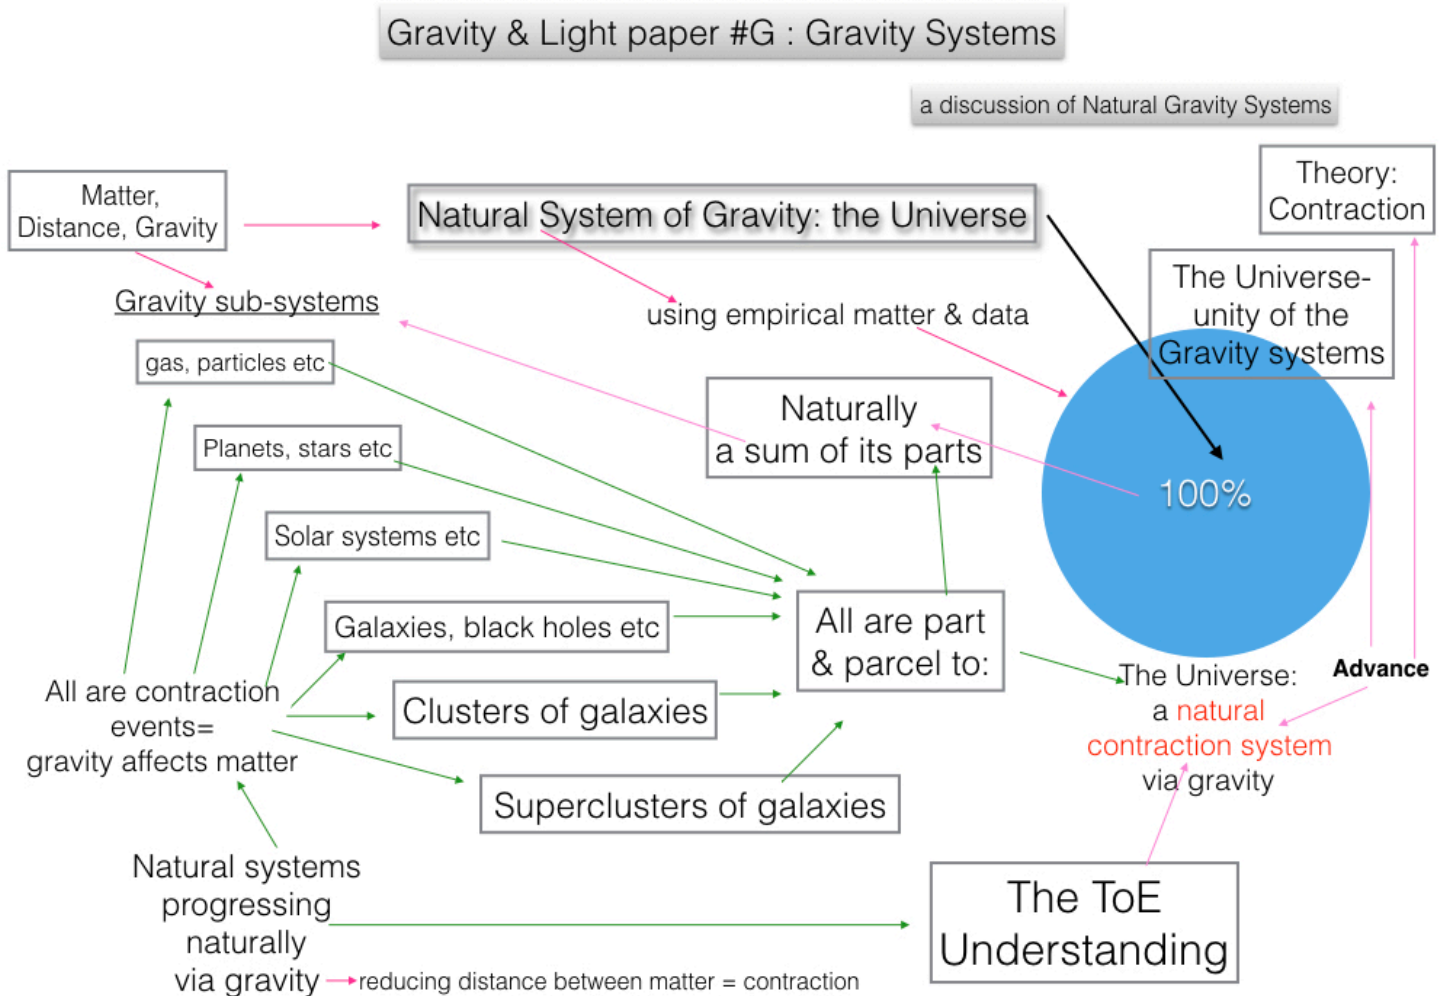 Gravity & Light paper #G : Gravity Systems
a discussion of Natural Gravity Systems
Matter,
Distance, Gravity
Natural System of Gravity: the Universe
Theory:
Contraction
The Universe-
unity of the
Gravity systems
Gravity sub-systems
using empirical matter & data
gas, particles etc
Naturally
a sum of its parts
Planets, stars etc
100%
Solar systems etc
Galaxies, black holes etc
All are part
& parcel to:
The Universe:
a natural
contraction system
via gravity
Advance
All are contraction
events=
gravity affects matter
Clusters of galaxies
Superclusters of galaxies
Natural systems
progressing
naturally
via gravity
reducing distance between matter = contraction
The ToE
Understanding